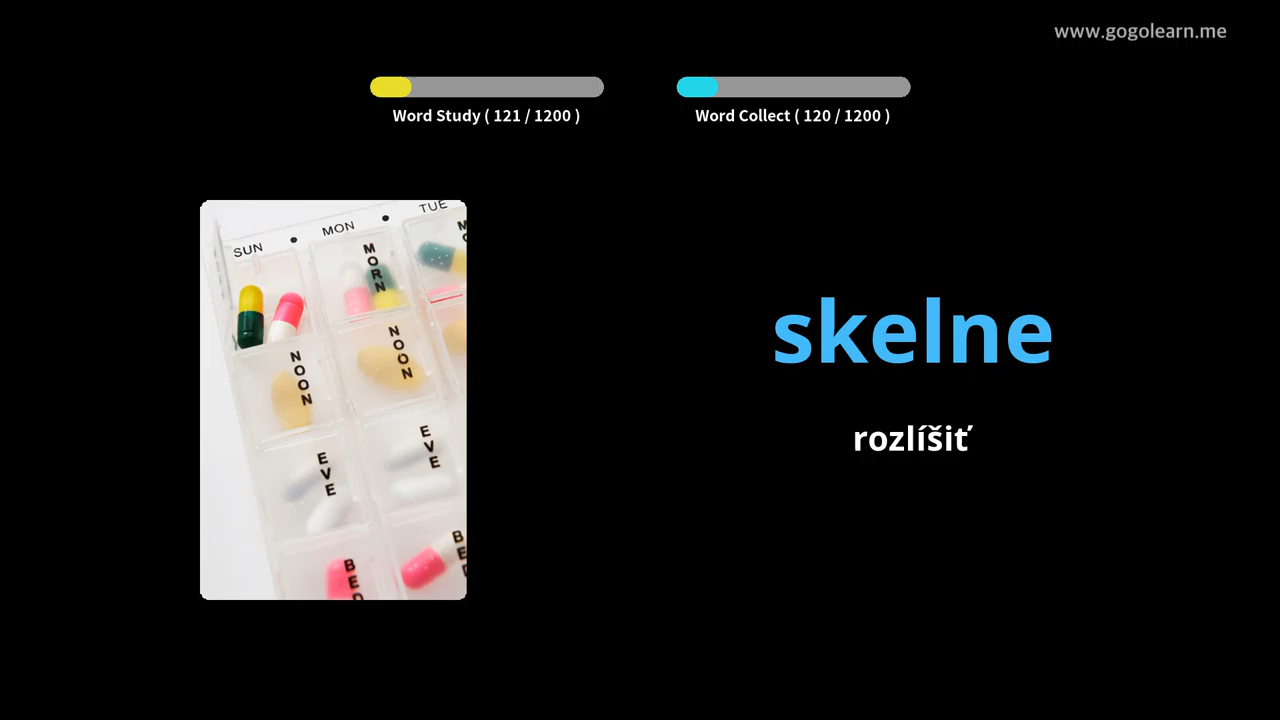 www.gogolearn.me
Word Study ( 121 / 1200 )
Word Collect ( 120 / 1200 )
SUN
MON
TUE
MORN
NOON
NOON
EVE
EVE
BED
skelne
rozlíšiť